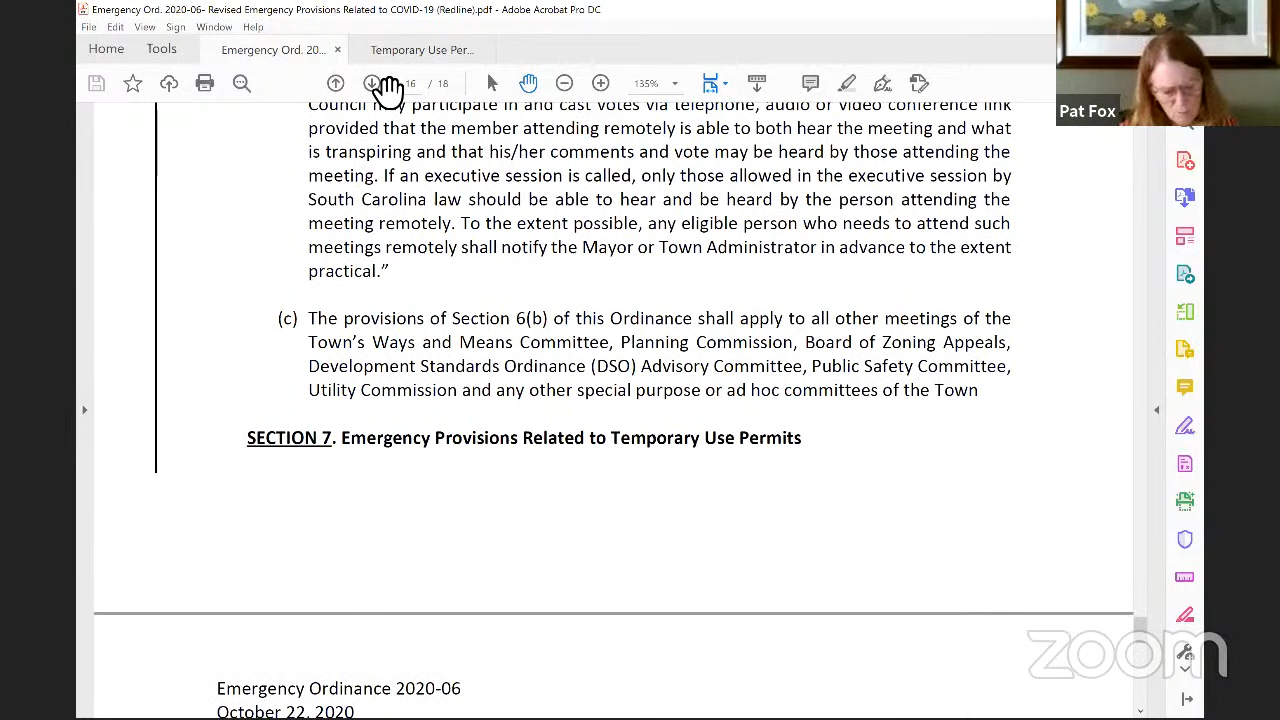 Emergency Ord. 2020-06- Revised Emergency Provisions Related to COVID-19 (Redline).pdf - Adobe Acrobat Pro DC
File Edit View Sign Window Help
Home Tools Emergency Ord. 20... × Temporary Use Per...
16 / 18 135%
Pat Fox
Council may participate in and cast votes via telephone, audio or video conference link
provided that the member attending remotely is able to both hear the meeting and what
is transpiring and that his/her comments and vote may be heard by those attending the
meeting. If an executive session is called, only those allowed in the executive session by
South Carolina law should be able to hear and be heard by the person attending the
meeting remotely. To the extent possible, any eligible person who needs to attend such
meetings remotely shall notify the Mayor or Town Administrator in advance to the extent
practical.”
(c) The provisions of Section 6(b) of this Ordinance shall apply to all other meetings of the
Town’s Ways and Means Committee, Planning Commission, Board of Zoning Appeals,
Development Standards Ordinance (DSO) Advisory Committee, Public Safety Committee,
Utility Commission and any other special purpose or ad hoc committees of the Town
SECTION 7. Emergency Provisions Related to Temporary Use Permits
zoom
Emergency Ordinance 2020-06
October 22, 2020